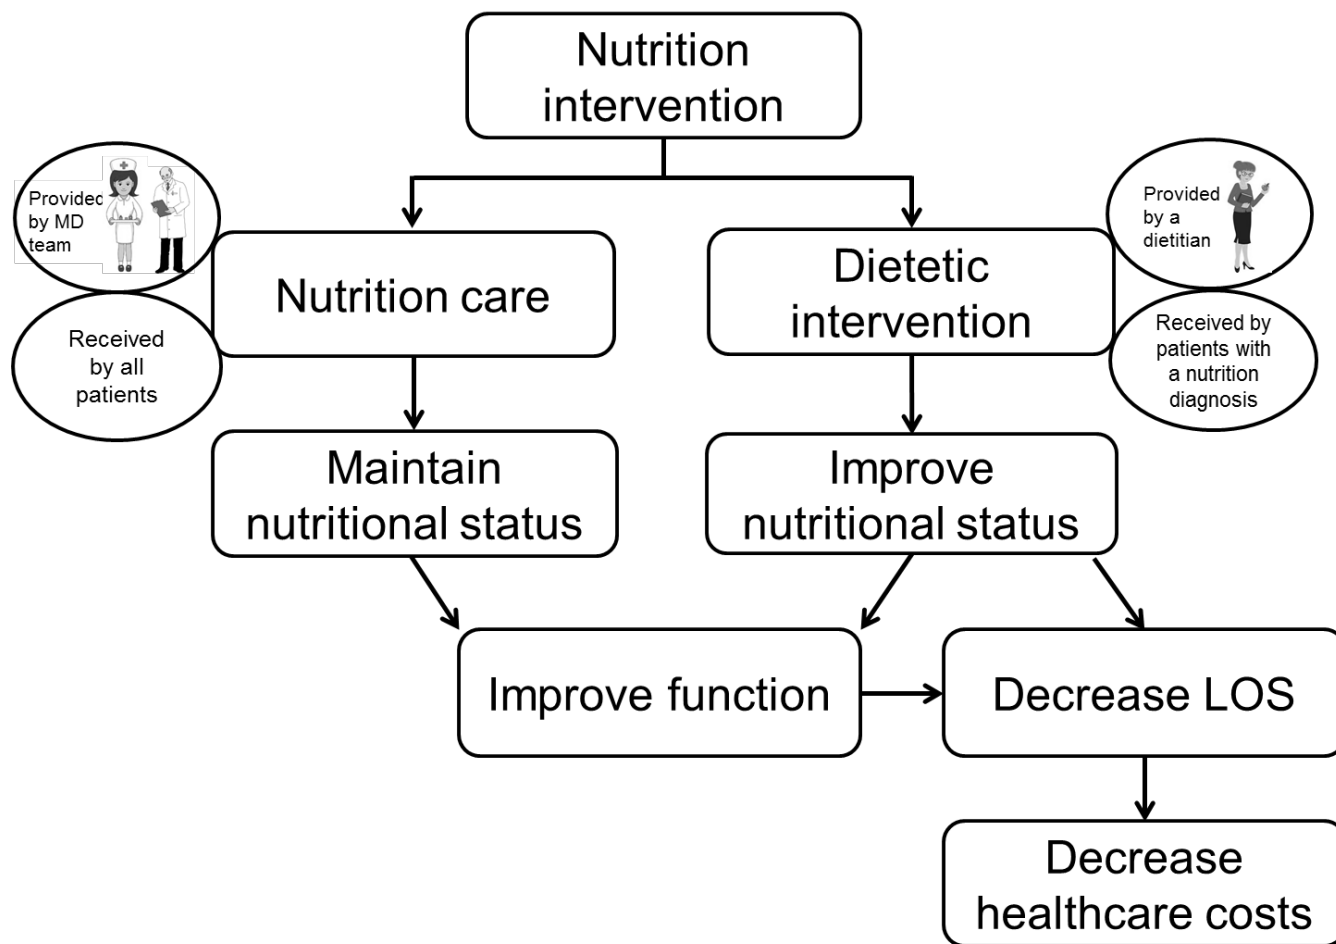 Nutrition
intervention
Provided
by MD
team
Provided
by a
dietitian
Nutrition care
Dietetic
intervention
Received
by all
patients
Received by
patients with
a nutrition
diagnosis
Maintain
nutritional status
Improve
nutritional status
Improve function
Decrease LOS
Decrease
healthcare costs